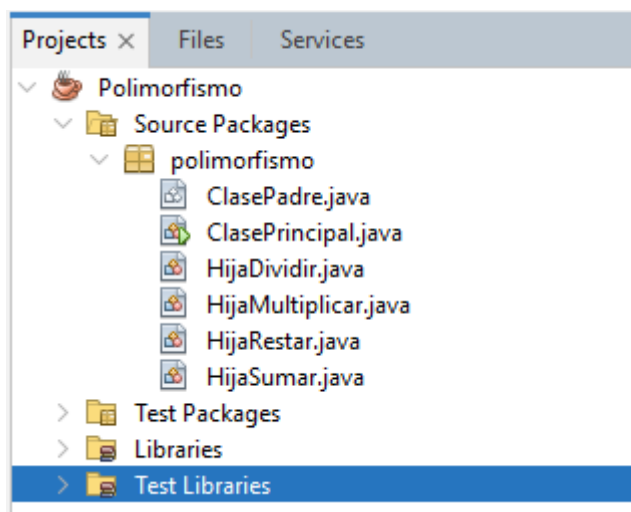 Projects Files Services
Polimorfismo
Source Packages
polimorfismo
ClasePadre.java
ClasePrincipal.java
HijaDividir.java
HijaMultiplicar.java
HijaRestar.java
HijaSumar.java
Test Packages
Libraries
Test Libraries